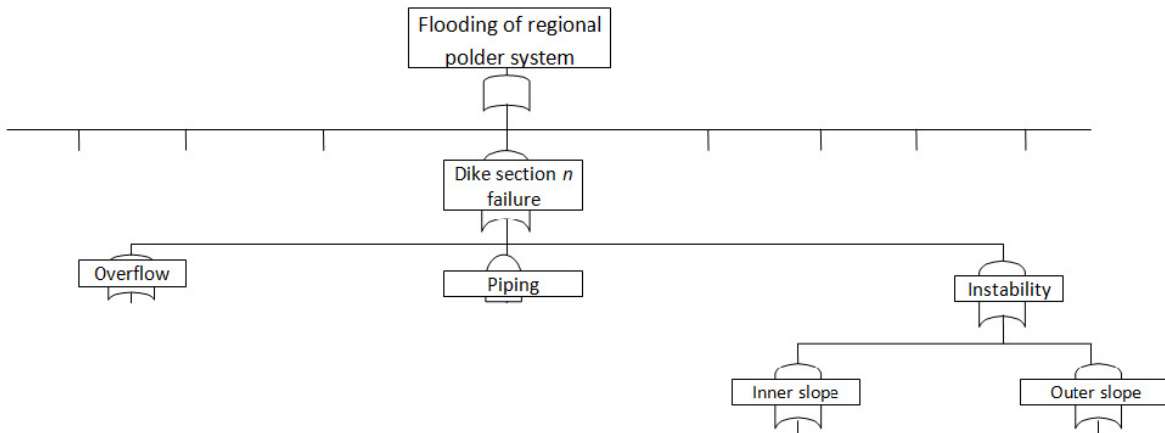 Flooding of regional
polder system
Dike section n
failure
Overflow
Piping
Instability
Inner slope
Outer slope